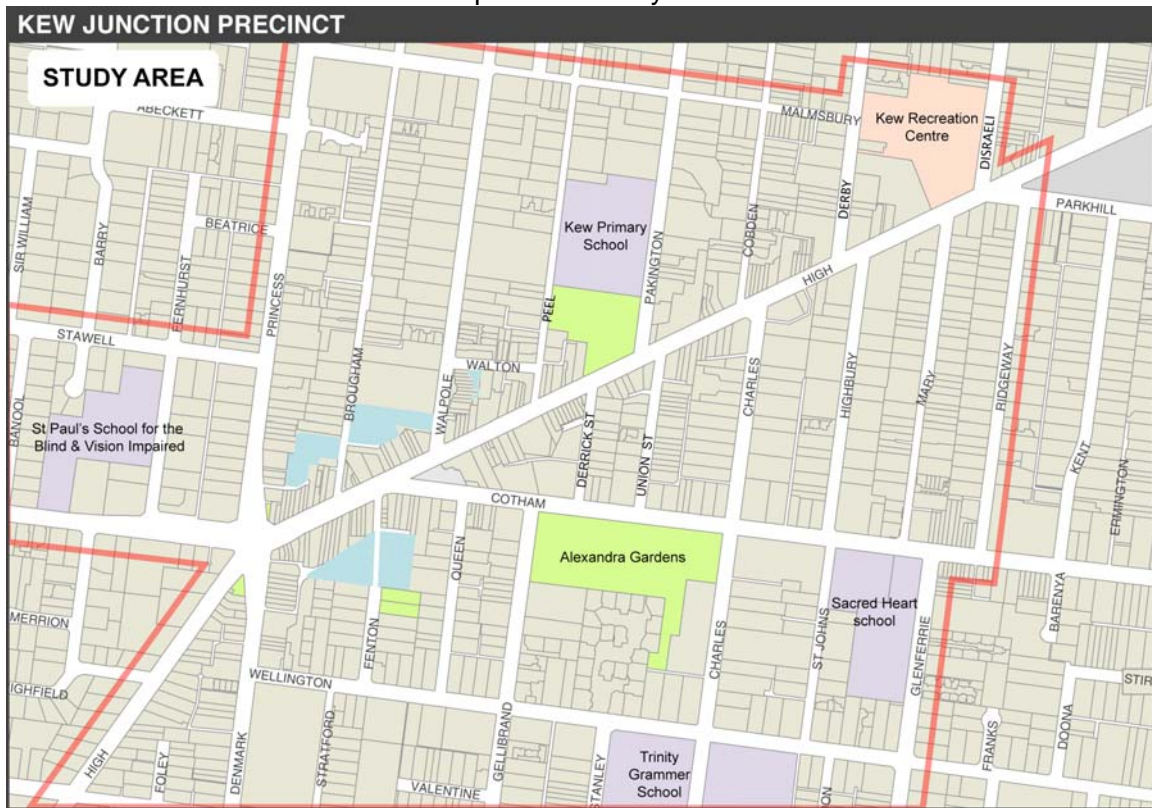 KEW JUNCTION PRECINCT
STUDY AREA
ABECKETT
MALMSBURY
Kew Recreation
Centre
DISRAELI
SIR WILLIAM
BARRY
BEATRICE
FERNHURST
PRINCESS
Kew Primary
School
PAKINGTON
COBDEN
DERBY
HIGH
PARKHILL
STAWELL
PEEL
WALTON
BROUGHAM
WALPOLE
CHARLES
HIGHBURY
MARY
RIDGEWAY
BANOOL
St Paul's School for the
Blind & Vision Impaired
DERRICK ST
UNION ST
KENT
ERMINGTON
COTHAM
QUEEN
Alexandra Gardens
MERRION
FENTON
CHARLES
ST JOHNS
Sacred Heart
school
GLENFERRIE
BARENYA
IGHFIELD
WELLINGTON
STIR
HIGH
FOLEY
DENMARK
STRATFORD
GELLIBRAND
VALENTINE
STANLEY
Trinity
Grammer
School
ON
FRANKS
DOONA